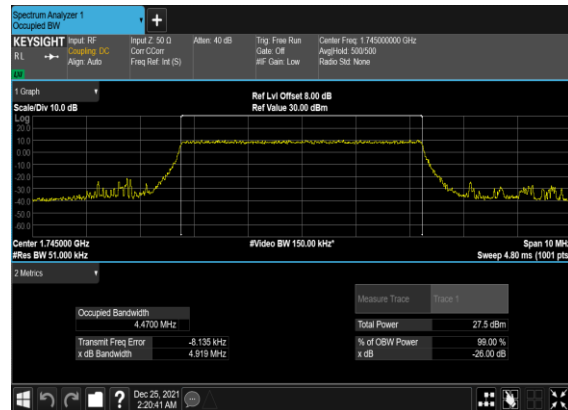 Spectrum Analyzer 1
Occupied BW
+
KEYSIGHT Input: RF Input Z: 50 Ω Atten: 40 dB Trig: Free Run Center Freq: 1.745000000 GHz
RL Coupling: DC Corr CCorr Gate: Off Avg|Hold: 500/500
Align: Auto Freq Ref: Int (S) #IF Gain: Low Radio Std: None
1 Graph
Scale/Div 10.0 dB Ref Lvl Offset 8.00 dB
Ref Value 30.00 dBm
Log
20.0
10.0
0.00
-10.0
-20.0
-30.0
-40.0
-50.0
-60.0
Center 1.745000 GHz #Video BW 150.00 kHz* Span 10 MHz
#Res BW 51.000 kHz Sweep 4.80 ms (1001 pts)
2 Metrics
Measure Trace Trace 1
Occupied Bandwidth
4.4700 MHz Total Power 27.5 dBm
Transmit Freq Error -8.135 kHz % of OBW Power 99.00 %
x dB Bandwidth 4.919 MHz x dB -26.00 dB
? Dec 25, 2021
2:20:41 AM